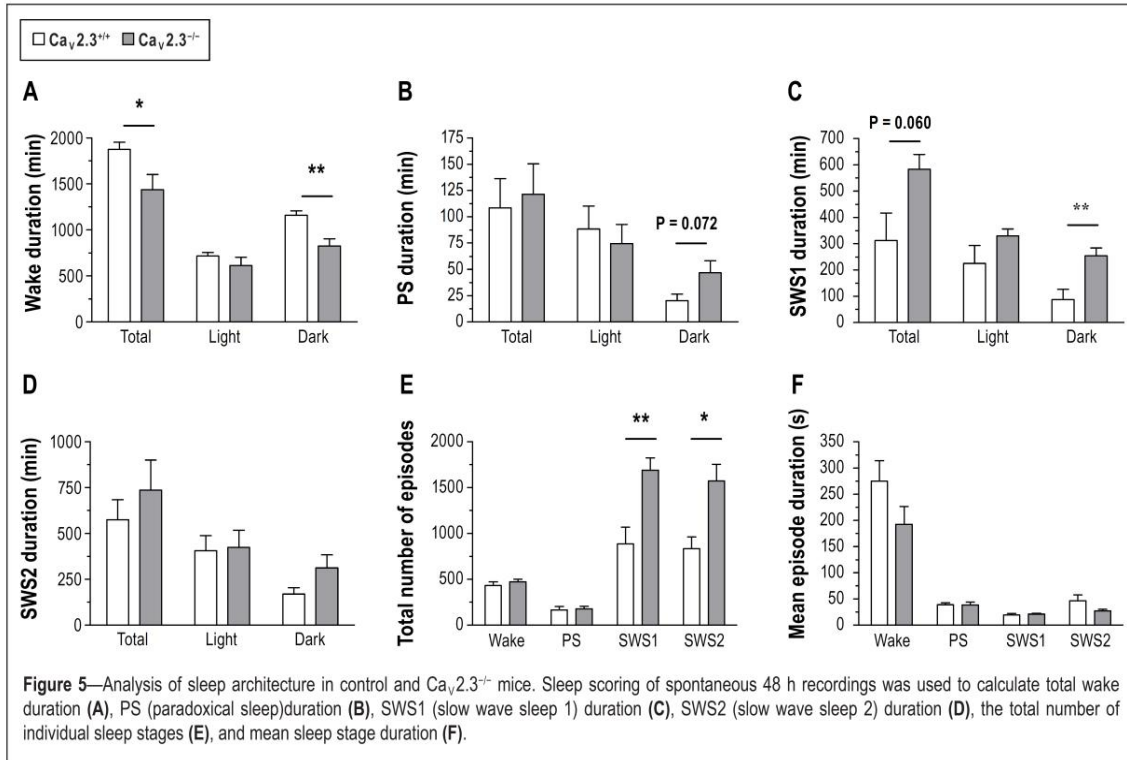 Caᵥ2.3⁺/⁺ Caᵥ2.3⁻/⁻
A
*
**
Wake duration (min)
2000
1500
1000
500
0
Total Light Dark
B
P = 0.072
PS duration (min)
175
150
125
100
75
50
25
0
Total Light Dark
C
P = 0.060
**
SWS1 duration (min)
700
600
500
400
300
200
100
0
Total Light Dark
D
SWS2 duration (min)
1000
750
500
250
0
Total Light Dark
E
**
*
Total number of episodes
2000
1500
1000
500
0
Wake PS SWS1 SWS2
F
Mean episode duration (s)
350
300
250
200
150
100
50
0
Wake PS SWS1 SWS2
Figure 5—Analysis of sleep architecture in control and Caᵥ2.3⁻/⁻ mice. Sleep scoring of spontaneous 48 h recordings was used to calculate total wake
duration (A), PS (paradoxical sleep)duration (B), SWS1 (slow wave sleep 1) duration (C), SWS2 (slow wave sleep 2) duration (D), the total number of
individual sleep stages (E), and mean sleep stage duration (F).